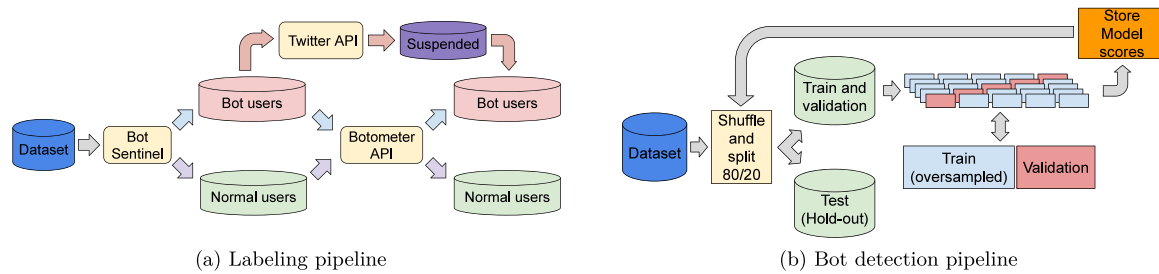 Dataset
Bot
Sentinel
Bot users
Normal users
Twitter API
Suspended
Botometer
API
Bot users
Normal users
(a) Labeling pipeline
Dataset
Shuffle
and
split
80/20
Train and
validation
Test
(Hold-out)
Store
Model
scores
Train
(oversampled)
Validation
(b) Bot detection pipeline